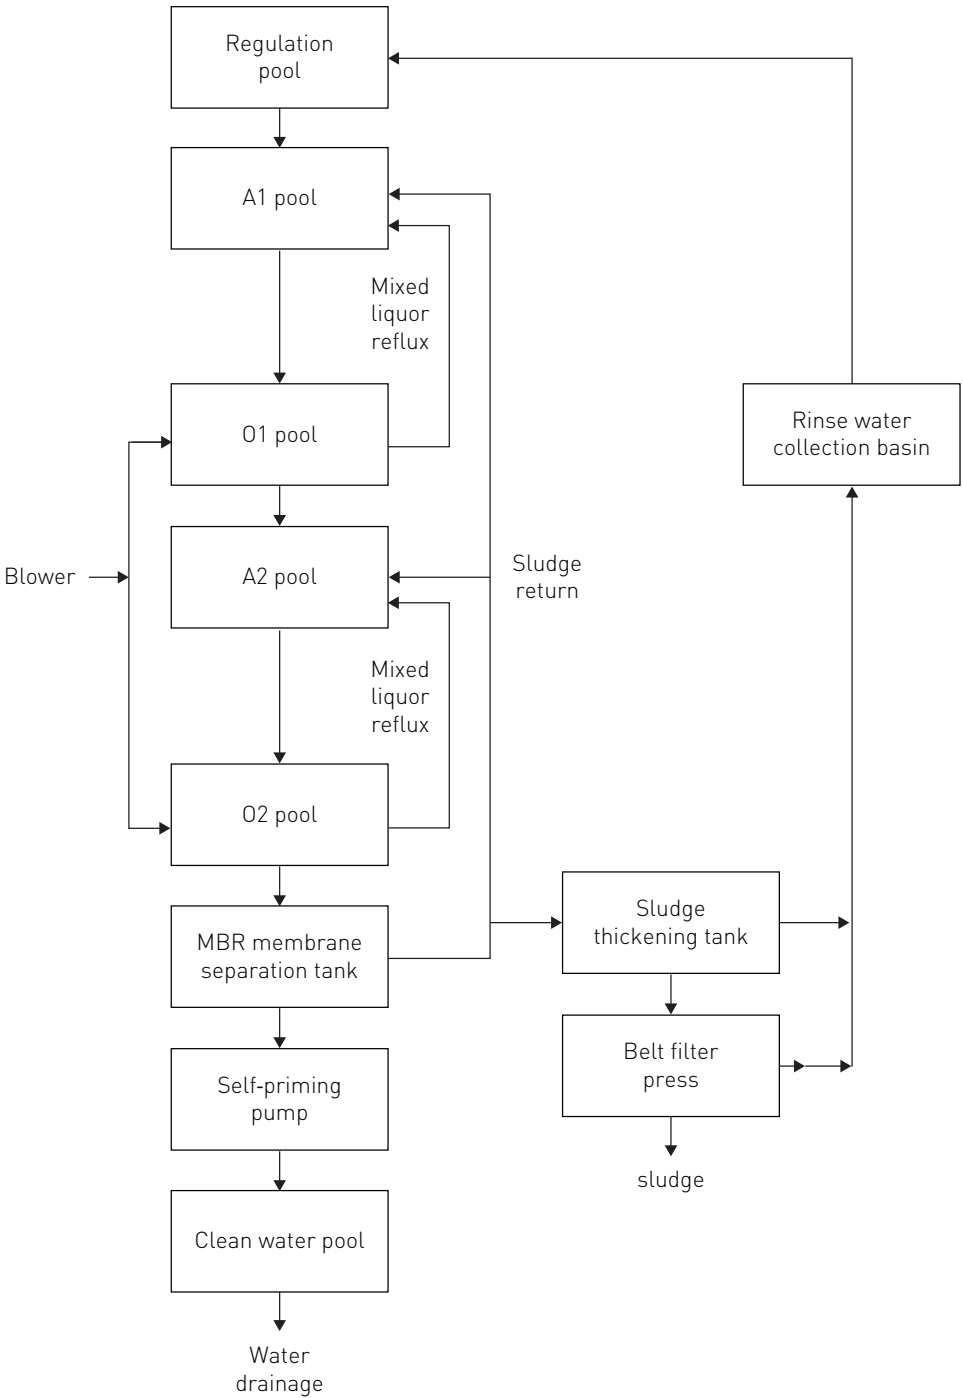 Regulation
pool
A1 pool
Mixed
liquor
reflux
O1 pool
Rinse water
collection basin
Blower
A2 pool
Sludge
return
Mixed
liquor
reflux
O2 pool
Sludge
thickening tank
MBR membrane
separation tank
Belt filter
press
Self-priming
pump
sludge
Clean water pool
Water
drainage